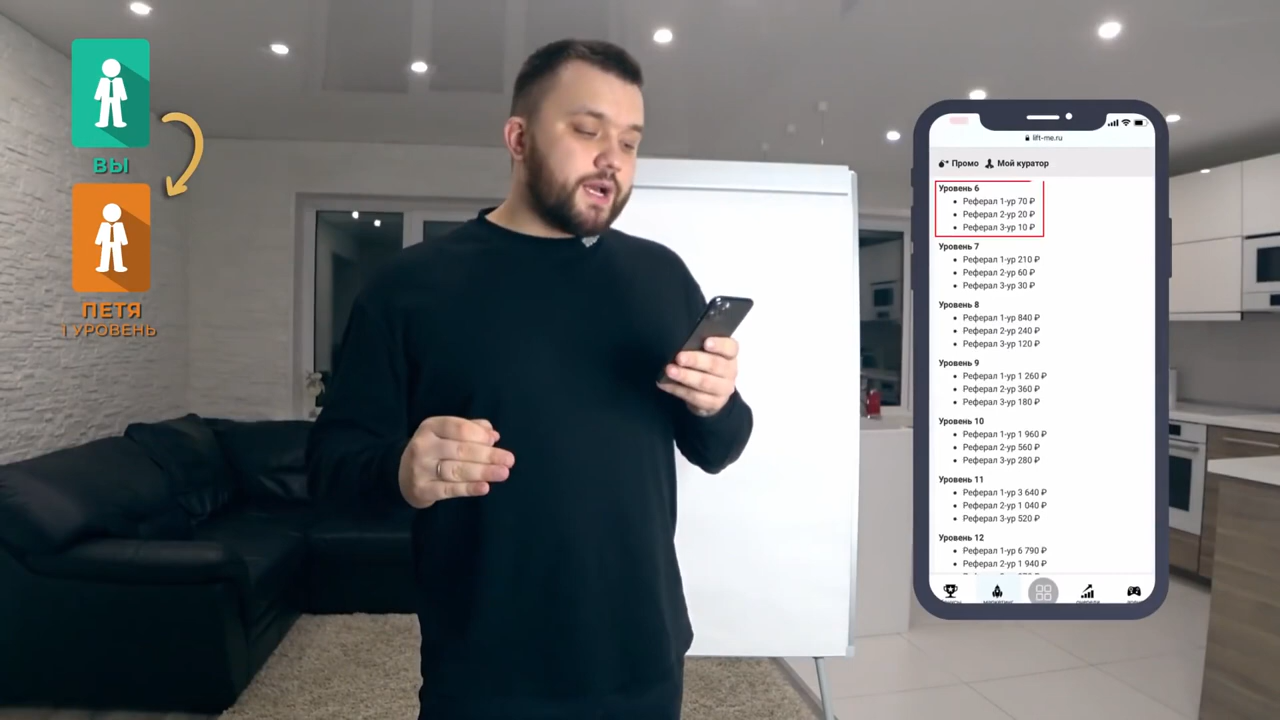 ВЫ
ПЕТЯ
1 УРОВЕНЬ
lift-me.ru
Промо Мой куратор
Уровень 6
Реферал 1-ур 70 ₽
Реферал 2-ур 20 ₽
Реферал 3-ур 10 ₽
Уровень 7
Реферал 1-ур 210 ₽
Реферал 2-ур 60 ₽
Реферал 3-ур 30 ₽
Уровень 8
Реферал 1-ур 840 ₽
Реферал 2-ур 240 ₽
Реферал 3-ур 120 ₽
Уровень 9
Реферал 1-ур 1 260 ₽
Реферал 2-ур 360 ₽
Реферал 3-ур 180 ₽
Уровень 10
Реферал 1-ур 1 960 ₽
Реферал 2-ур 560 ₽
Реферал 3-ур 280 ₽
Уровень 11
Реферал 1-ур 3 640 ₽
Реферал 2-ур 1 040 ₽
Реферал 3-ур 520 ₽
Уровень 12
Реферал 1-ур 6 790 ₽
Реферал 2-ур 1 940 ₽